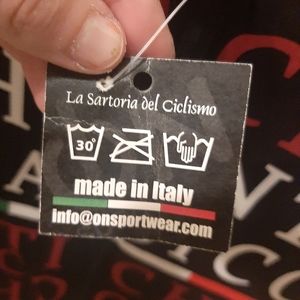 La Sartoria del Ciclismo
30°
made in Italy
info@onsportwear.com